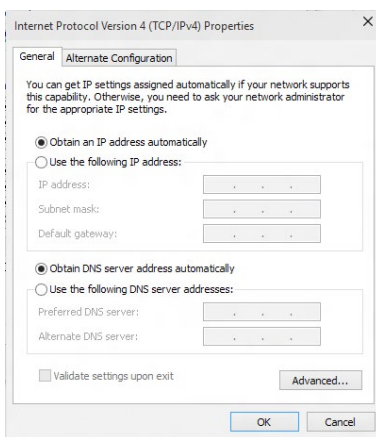 Internet Protocol Version 4 (TCP/IPv4) Properties
General
Alternate Configuration
You can get IP settings assigned automatically if your network supports
this capability. Otherwise, you need to ask your network administrator
for the appropriate IP settings.
Obtain an IP address automatically
Use the following IP address:
IP address:
Subnet mask:
Default gateway:
Obtain DNS server address automatically
Use the following DNS server addresses:
Preferred DNS server:
Alternate DNS server:
Validate settings upon exit
Advanced...
OK
Cancel